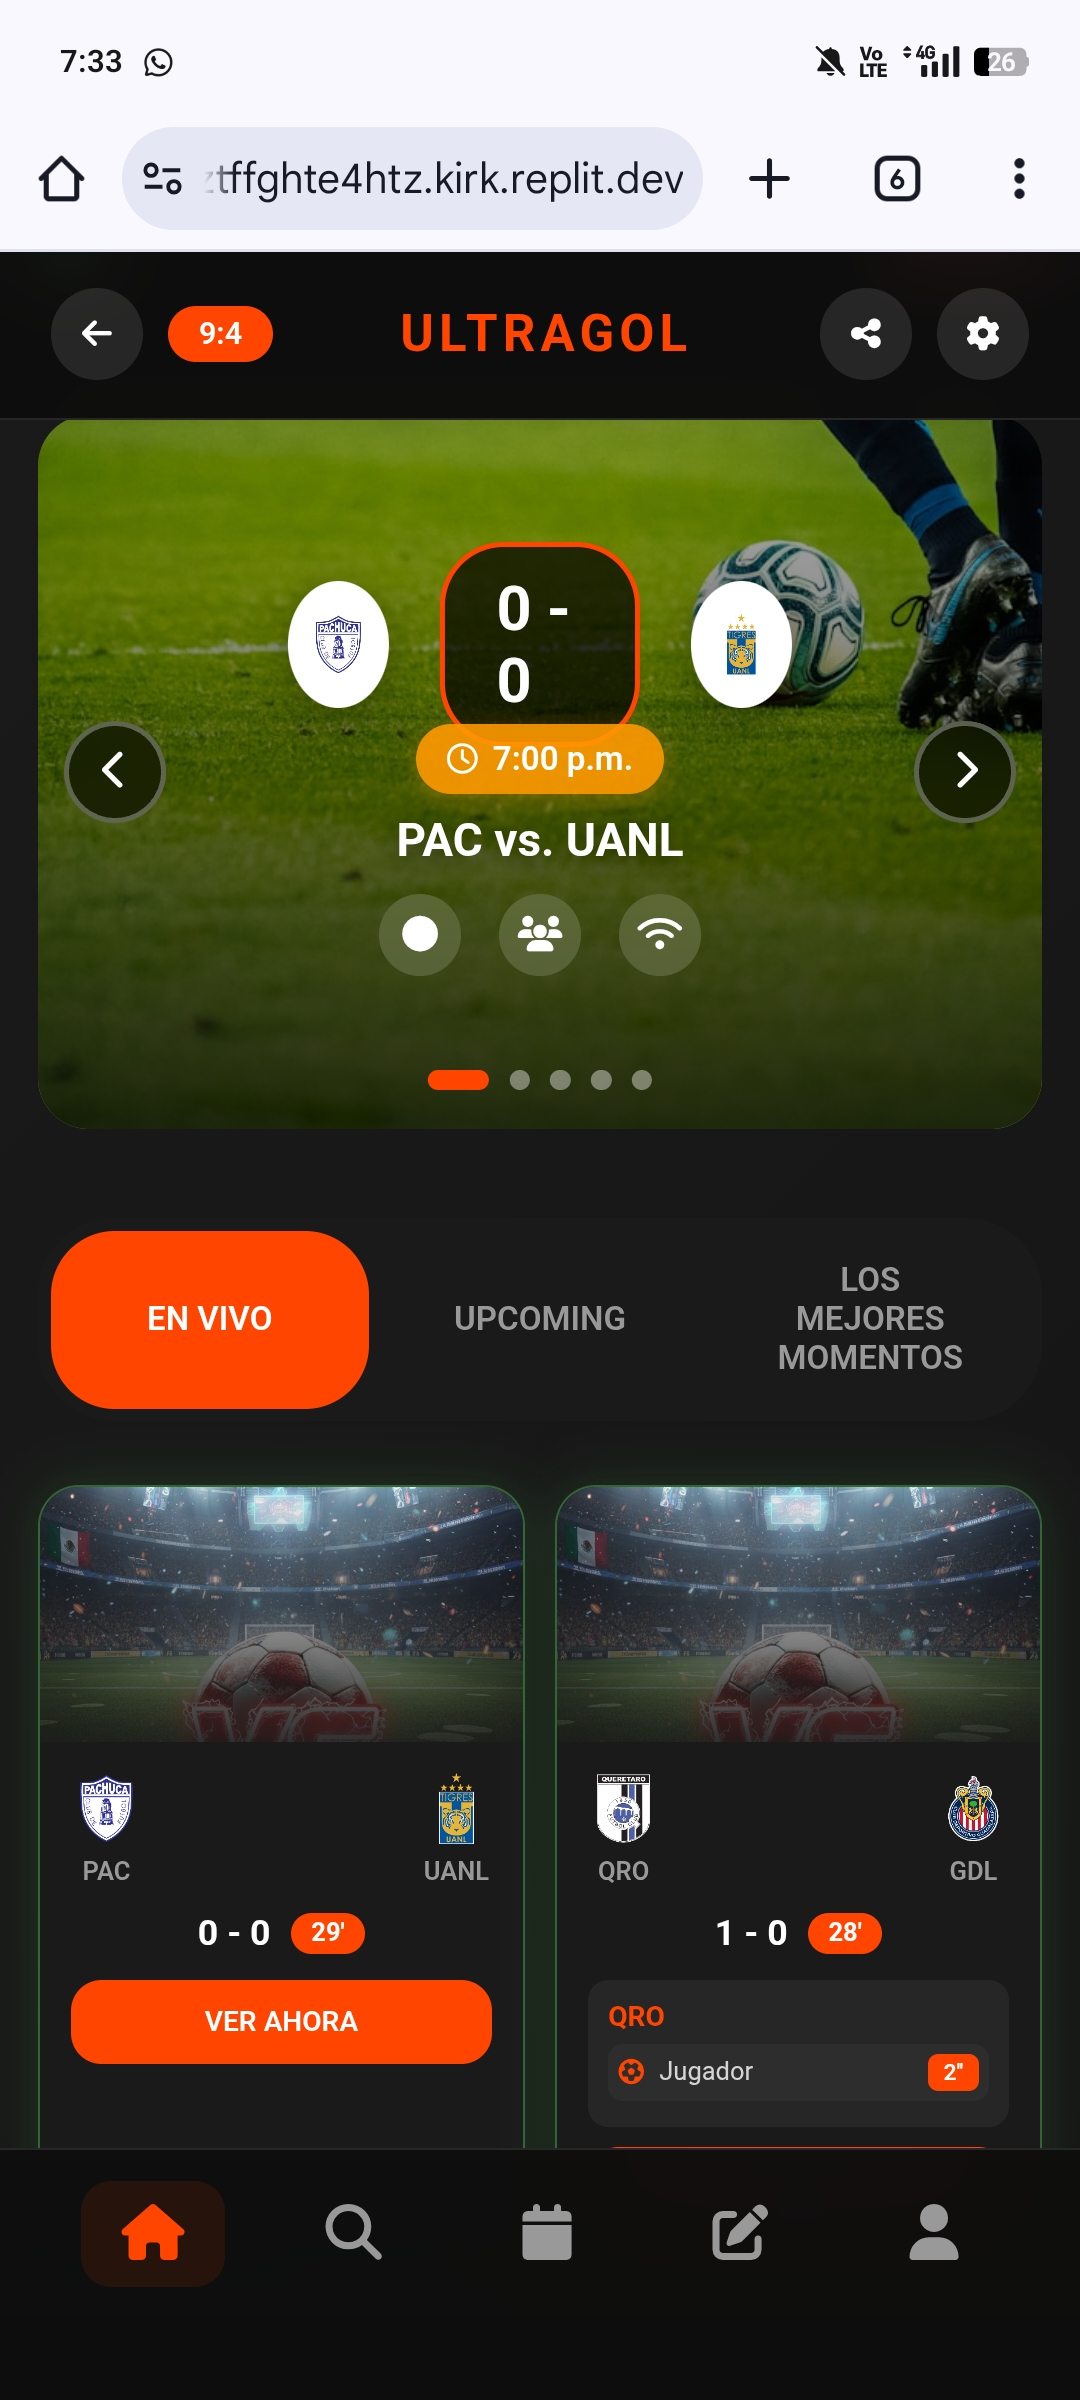 7:33
Vo
LTE
4G
26
ztffghte4htz.kirk.replit.dev
6
9:4
ULTRAGOL
PACHUCA
TIGRES
UANL
0 -
0
7:00 p.m.
PAC vs. UANL
EN VIVO
UPCOMING
LOS
MEJORES
MOMENTOS
PACHUCA
TIGRES
UANL
QUERETARO
PAC
UANL
QRO
GDL
0 - 0
29'
1 - 0
28'
VER AHORA
QRO
Jugador
2''